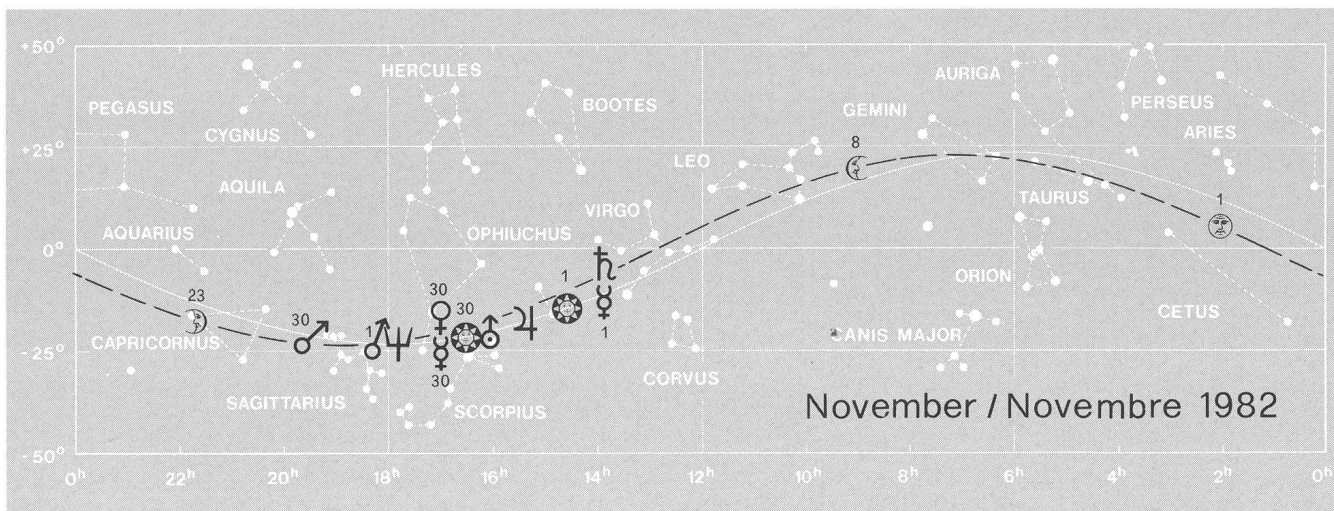 +50°
HERCULES
AURIGA
PEGASUS
BOOTES
GEMINI
PERSEUS
CYGNUS
ARIES
+25°
8
LEO
AQUILA
TAURUS
VIRGO
1
AQUARIUS
OPHIUCHUS
0°
1
ORION
30
23
30
30
1
CETUS
1
CAPRICORNUS
CANIS MAJOR
-25°
30
CORVUS
SAGITTARIUS
SCORPIUS
November / Novembre 1982
-50°
0h 22h 20h 18h 16h 14h 12h 10h 8h 6h 4h 2h 0h